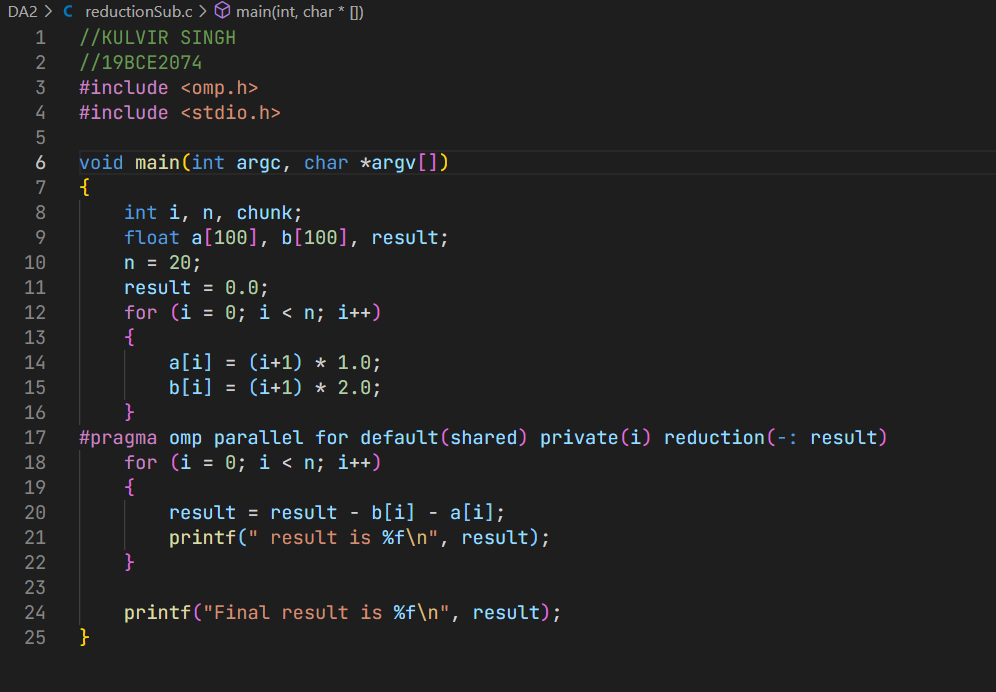 DA2 > C reductionSub.c > main(int, char * [])
1 //KULVIR SINGH
2 //19BCE2074
3 #include <omp.h>
4 #include <stdio.h>
5
6 void main(int argc, char *argv[])
7 {
8     int i, n, chunk;
9     float a[100], b[100], result;
10     n = 20;
11     result = 0.0;
12     for (i = 0; i < n; i++)
13     {
14         a[i] = (i+1) * 1.0;
15         b[i] = (i+1) * 2.0;
16     }
17 #pragma omp parallel for default(shared) private(i) reduction(-: result)
18     for (i = 0; i < n; i++)
19     {
20         result = result - b[i] - a[i];
21         printf(" result is %f\n", result);
22     }
23
24     printf("Final result is %f\n", result);
25 }